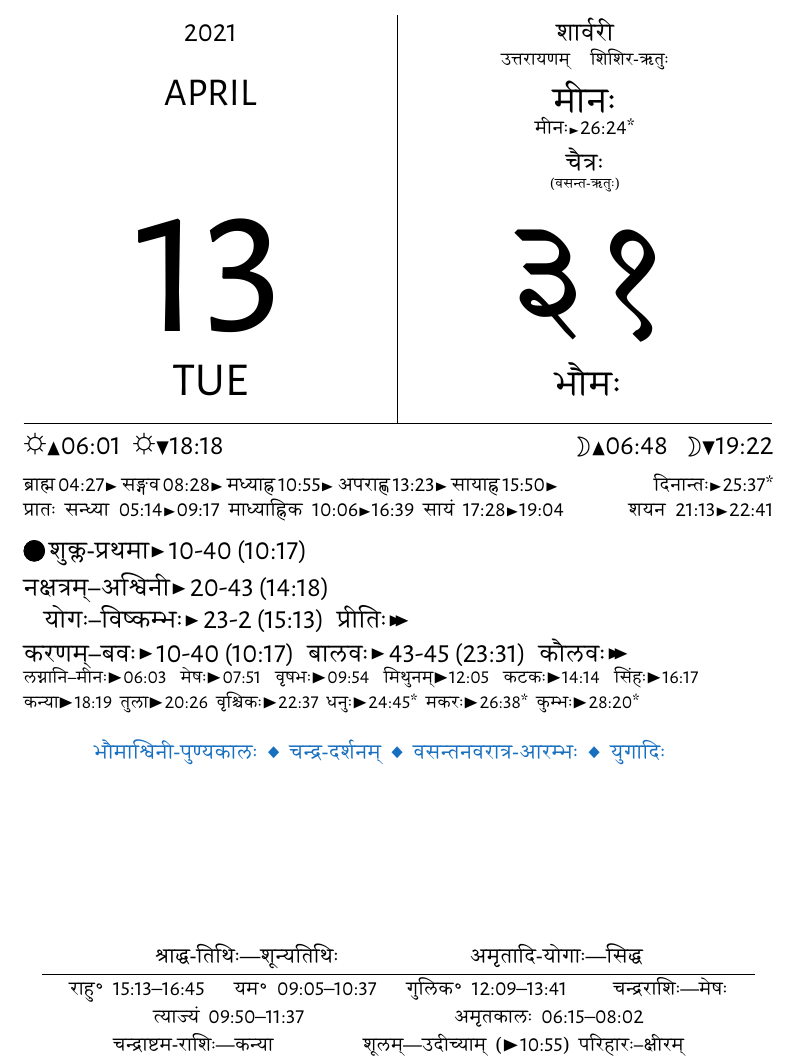 2021
APRIL
13
TUE
शार्वरी
उत्तरायणम् शिशिर-ऋतुः
मीनः
मीनः►26:24*
चैत्रः
(वसन्त-ऋतुः)
३१
भौमः
☼▲06:01 ☼▼18:18 ☽▲06:48 ☽▼19:22
ब्राह्म 04:27► सङ्गव 08:28► मध्याह्न 10:55► अपराह्ण 13:23► सायाह्न 15:50► दिनान्तः►25:37*
प्रातः सन्ध्या 05:14►09:17 माध्याह्निक 10:06►16:39 सायं 17:28►19:04 शयन 21:13►22:41
●शुक्ल-प्रथमा►10-40 (10:17)
नक्षत्रम्–अश्विनी►20-43 (14:18)
योगः–विष्कम्भः►23-2 (15:13) प्रीतिः►►
करणम्–बवः►10-40 (10:17) बालवः►43-45 (23:31) कौलवः►►
लग्नानि–मीनः►06:03 मेषः►07:51 वृषभः►09:54 मिथुनम्►12:05 कटकः►14:14 सिंहः►16:17
कन्या►18:19 तुला►20:26 वृश्चिकः►22:37 धनुः►24:45* मकरः►26:38* कुम्भः►28:20*
भौमाश्विनी-पुण्यकालः ◆ चन्द्र-दर्शनम् ◆ वसन्तनवरात्र-आरम्भः ◆ युगादिः
श्राद्ध-तिथिः—शून्यतिथिः अमृतादि-योगाः—सिद्ध
राहु॰ 15:13–16:45 यम॰ 09:05–10:37 गुलिक॰ 12:09–13:41 चन्द्रराशिः—मेषः
त्याज्यं 09:50–11:37 अमृतकालः 06:15–08:02
चन्द्राष्टम-राशिः—कन्या शूलम्—उदीच्याम् (►10:55) परिहारः–क्षीरम्